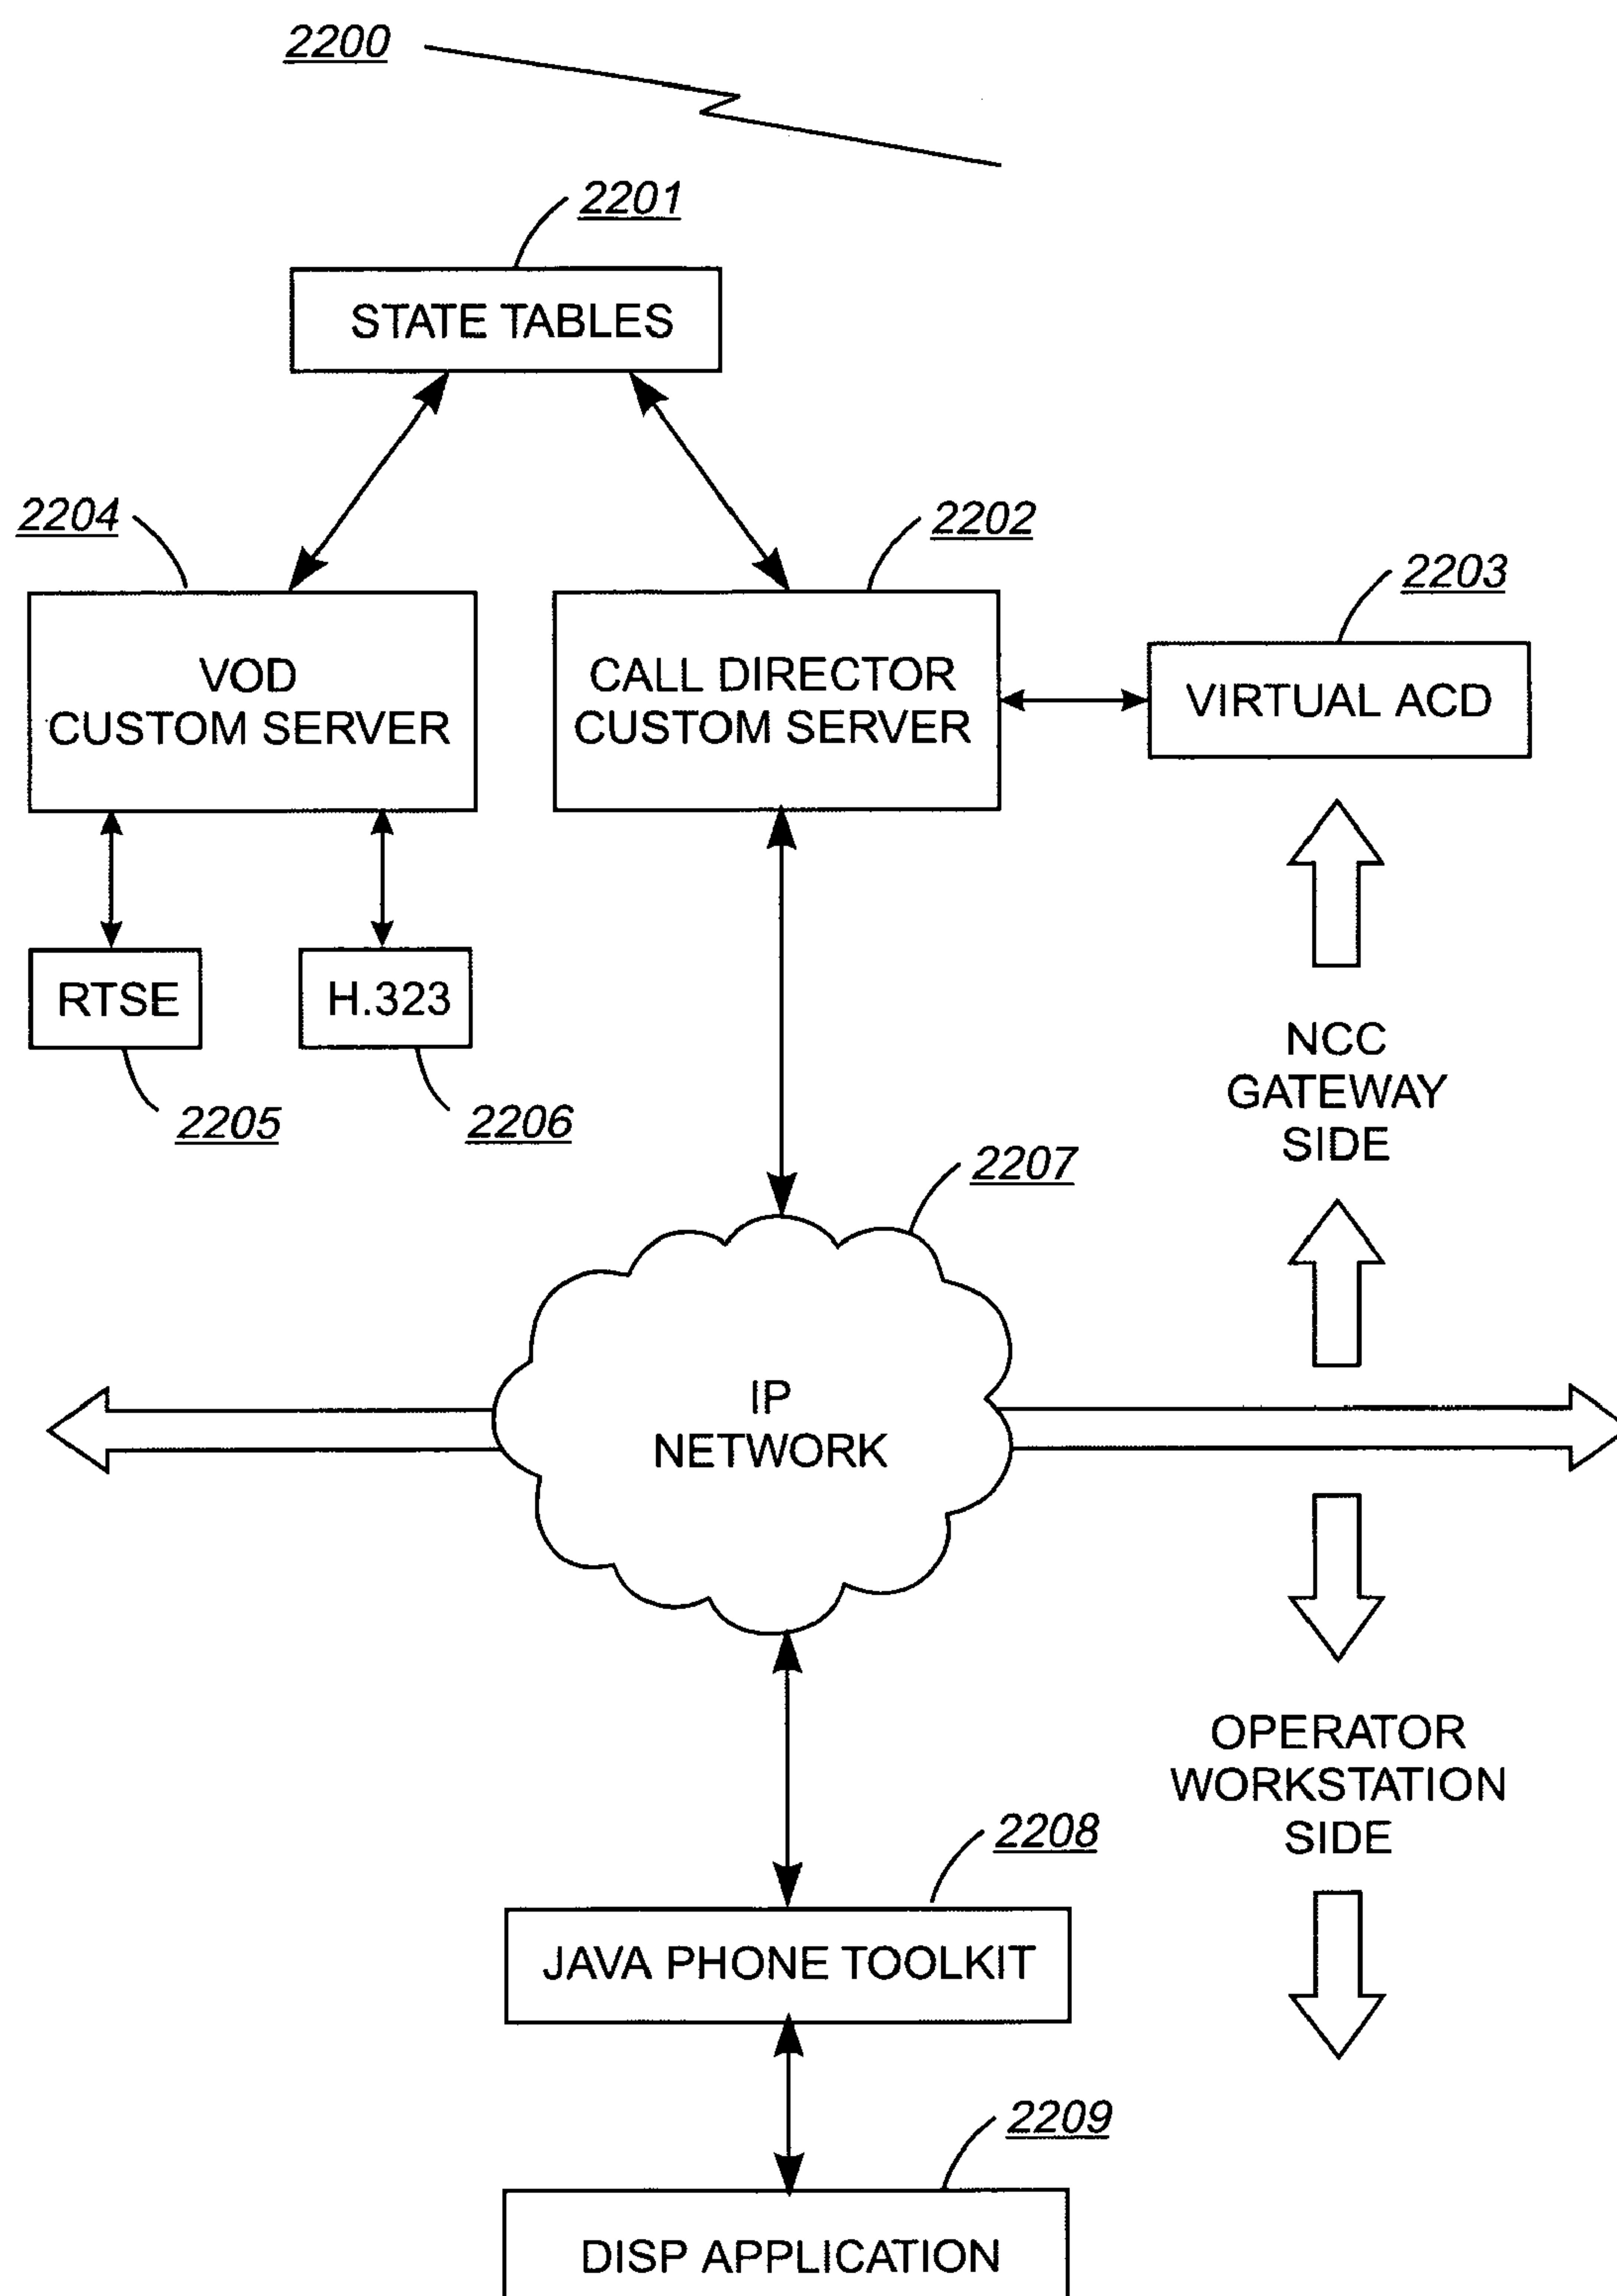 2200
2201
STATE TABLES
2204
2202
2203
VOD
CUSTOM SERVER
CALL DIRECTOR
CUSTOM SERVER
VIRTUAL ACD
RTSE
H.323
2205
2206
NCC
GATEWAY
SIDE
2207
IP
NETWORK
OPERATOR
WORKSTATION
SIDE
2208
JAVA PHONE TOOLKIT
2209
DISP APPLICATION